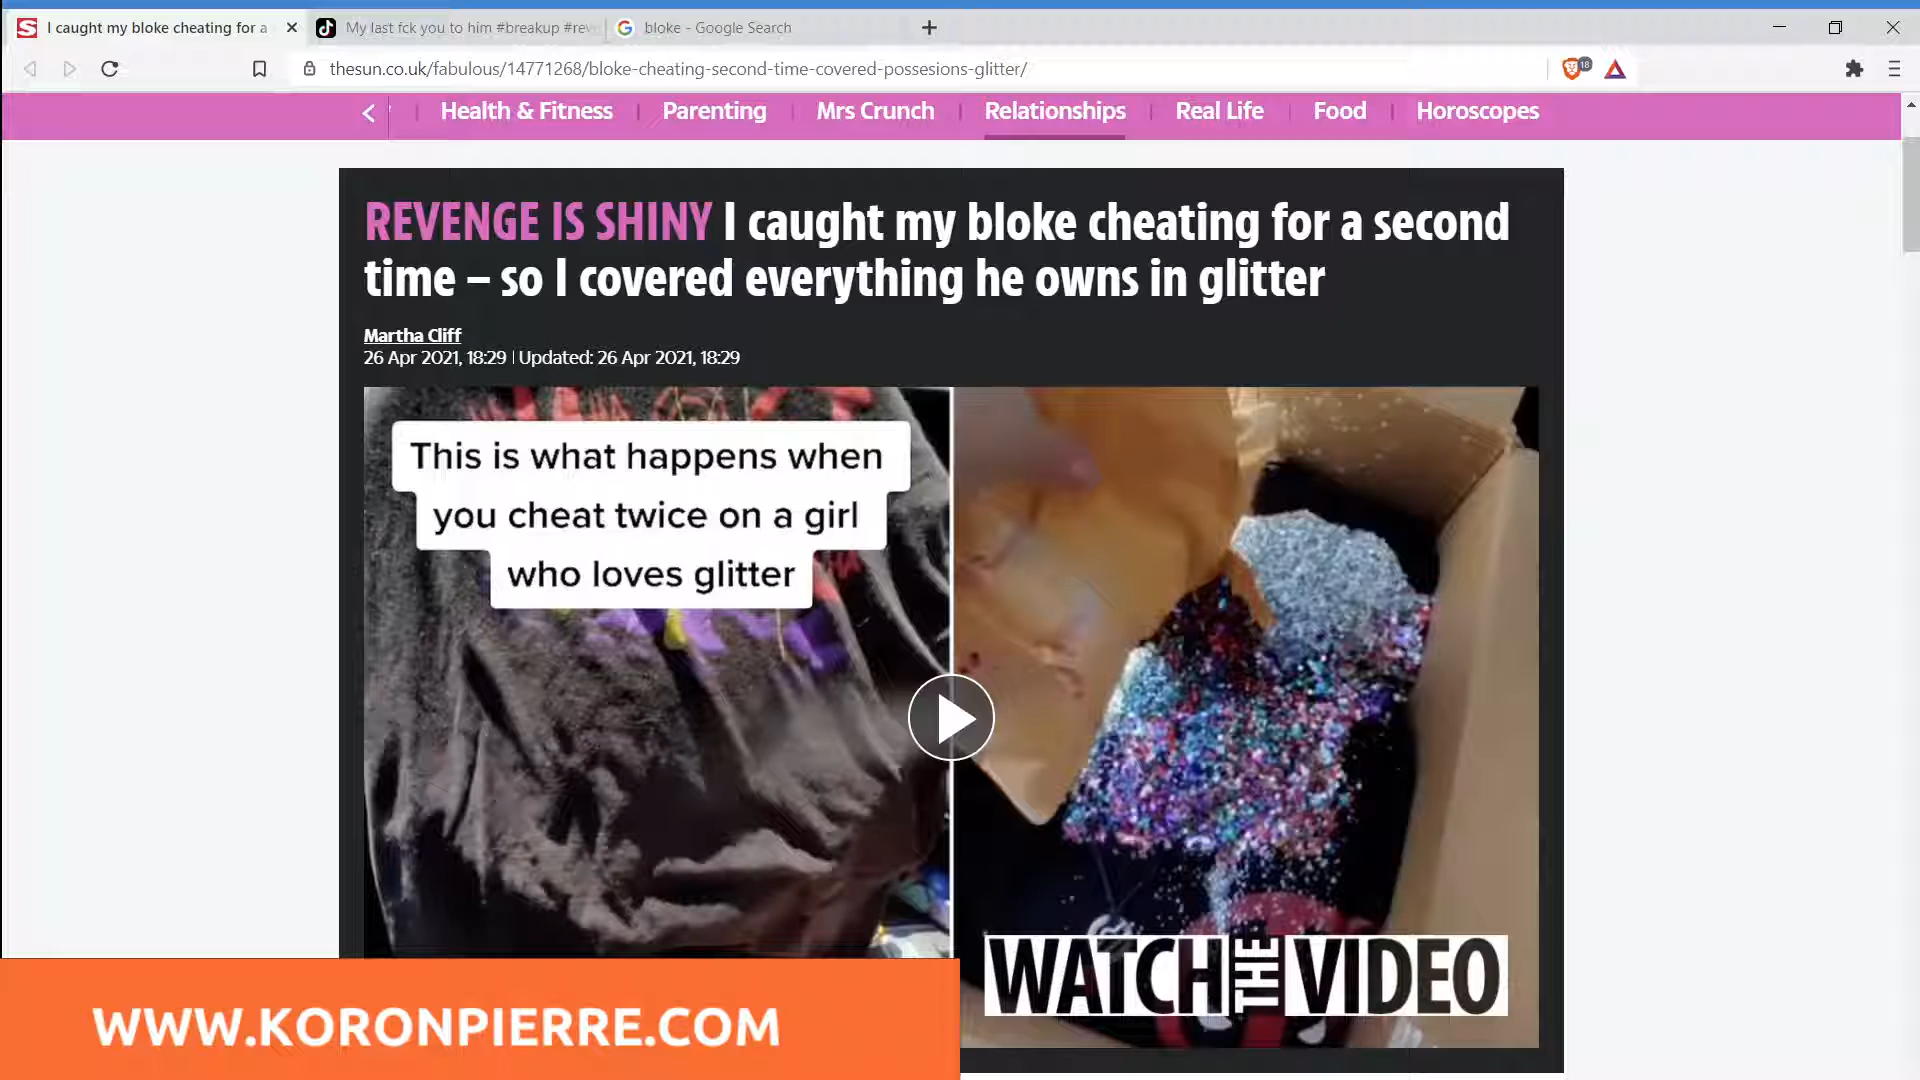 I caught my bloke cheating for a
My last fck you to him #breakup #rev
bloke - Google Search
thesun.co.uk/fabulous/14771268/bloke-cheating-second-time-covered-possesions-glitter/
18
Health & Fitness
Parenting
Mrs Crunch
Relationships
Real Life
Food
Horoscopes
REVENGE IS SHINY I caught my bloke cheating for a second
time – so I covered everything he owns in glitter
Martha Cliff
26 Apr 2021, 18:29 | Updated: 26 Apr 2021, 18:29
This is what happens when
you cheat twice on a girl
who loves glitter
WATCH THE VIDEO
WWW.KORONPIERRE.COM